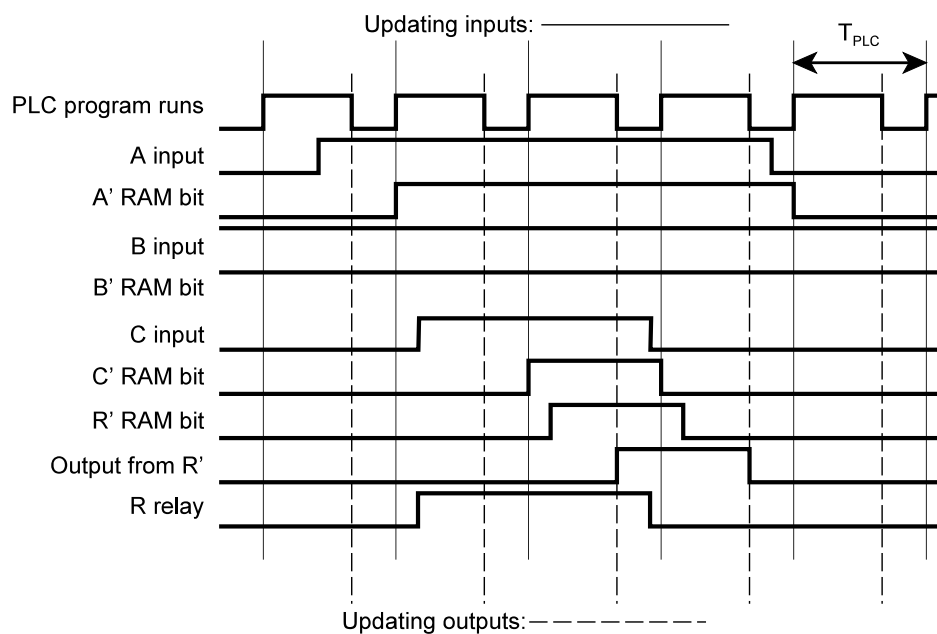 Updating inputs:
T_PLC
PLC program runs
A input
A’ RAM bit
B input
B’ RAM bit
C input
C’ RAM bit
R’ RAM bit
Output from R’
R relay
Updating outputs: